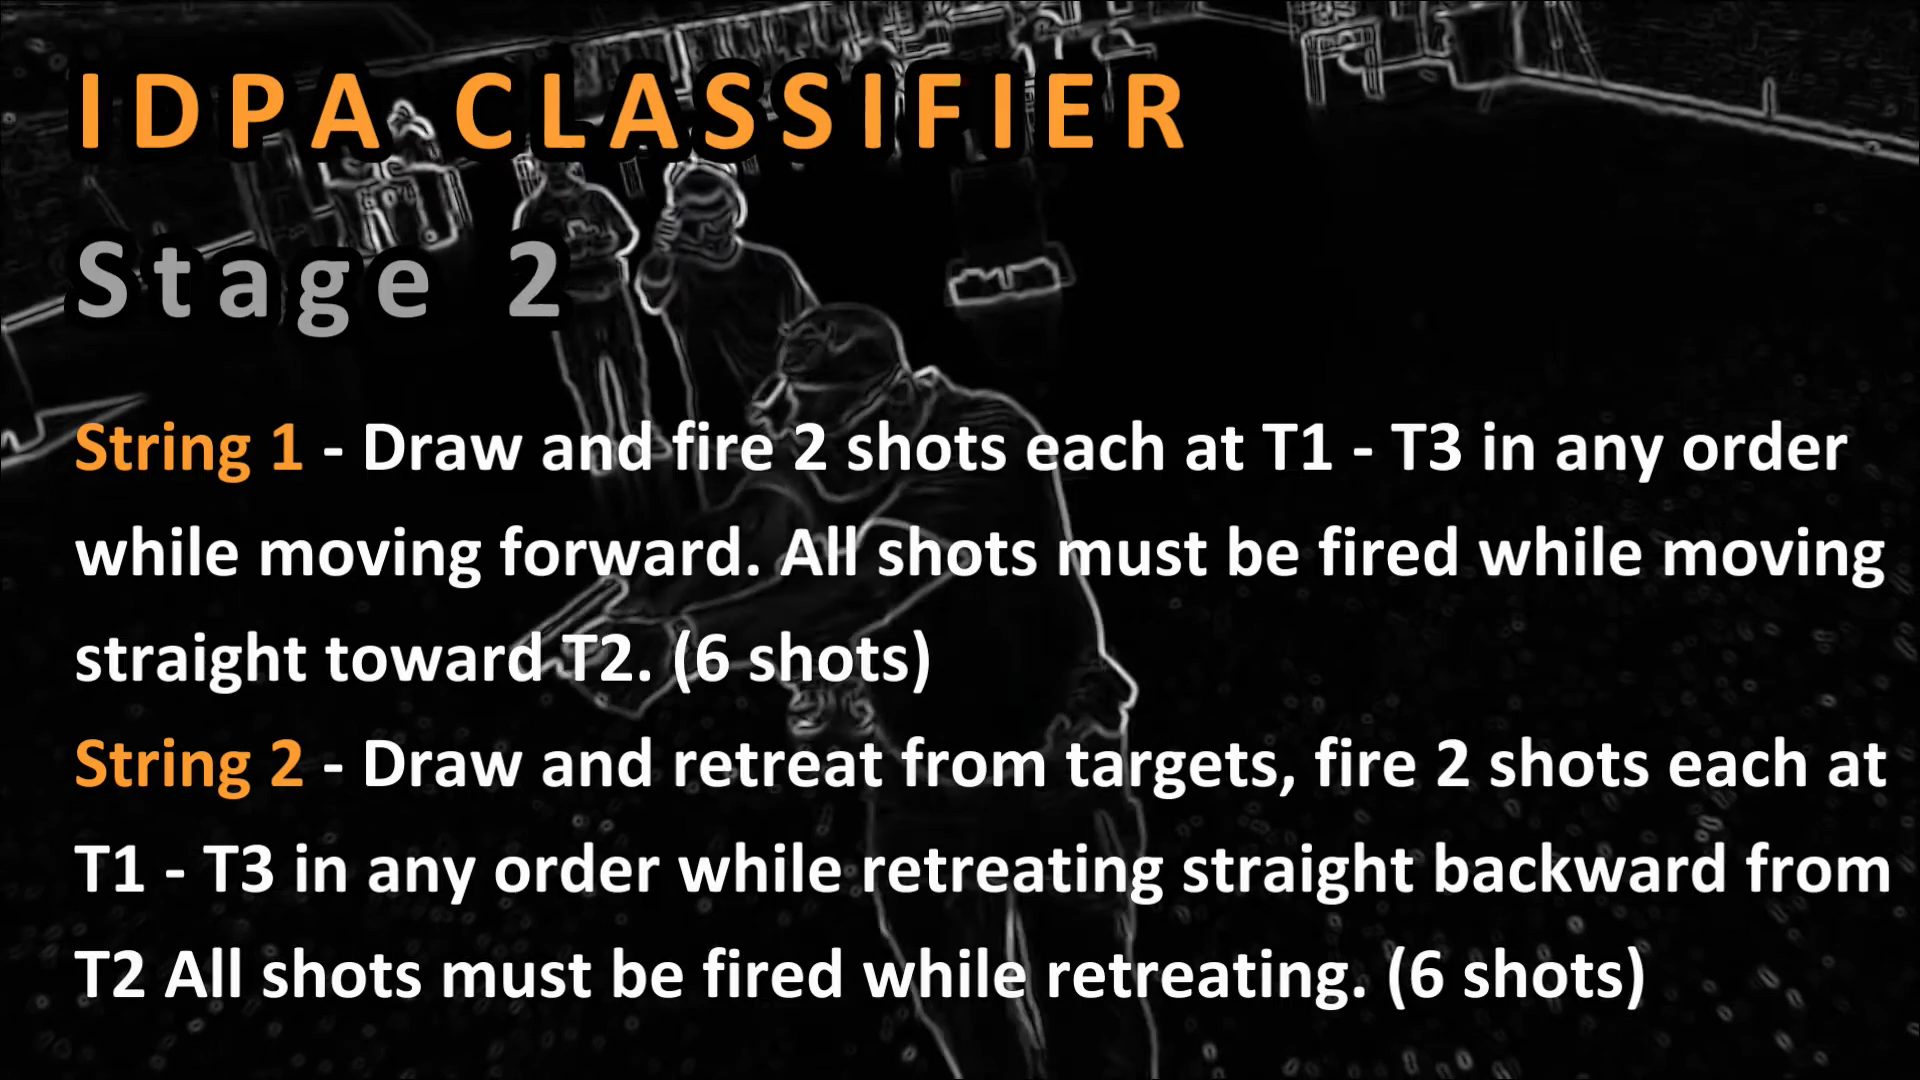 IDPA CLASSIFIER
Stage 2
String 1 - Draw and fire 2 shots each at T1 - T3 in any order
while moving forward. All shots must be fired while moving
straight toward T2. (6 shots)
String 2 - Draw and retreat from targets, fire 2 shots each at
T1 - T3 in any order while retreating straight backward from
T2 All shots must be fired while retreating. (6 shots)